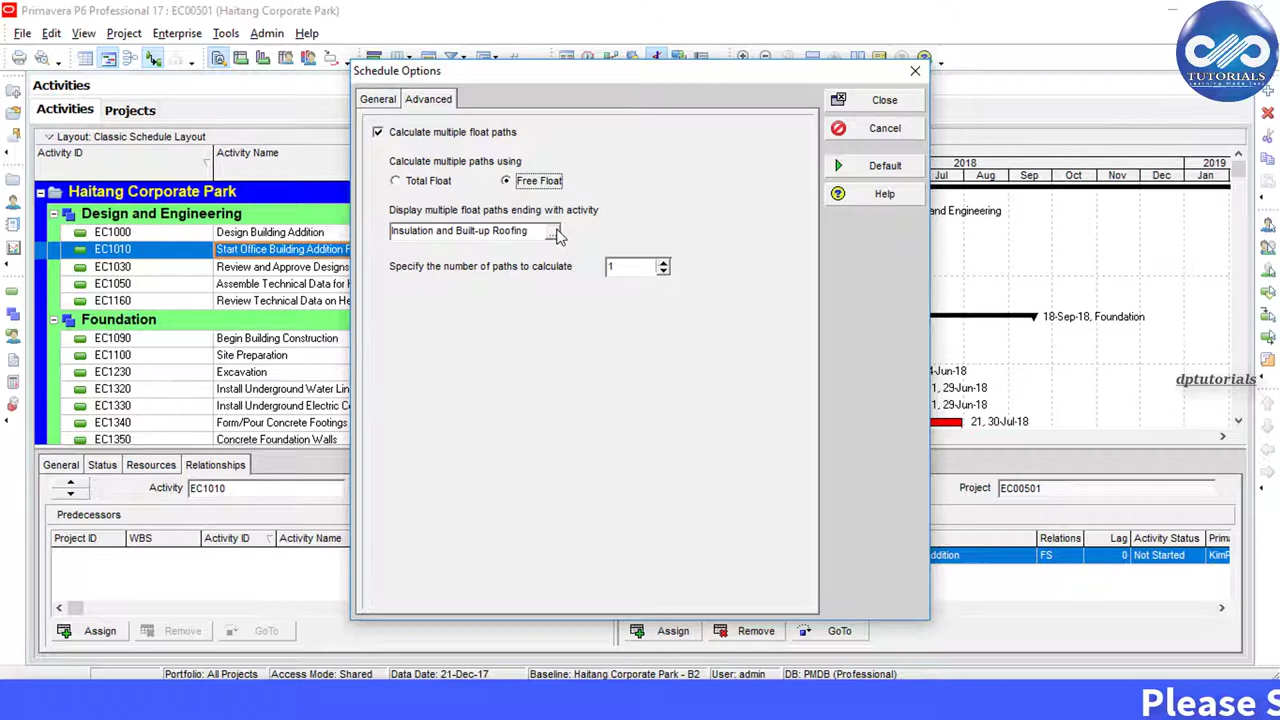 Primavera P6 Professional 17 : EC00501 (Haitang Corporate Park)
File Edit View Project Enterprise Tools Admin Help
TUTORIALS
Activities
Activities Projects
Layout: Classic Schedule Layout
Activity ID Activity Name
Haitang Corporate Park
Design and Engineering
EC1000 Design Building Addition
EC1010 Start Office Building Addition
EC1030 Review and Approve Designs
EC1050 Assemble Technical Data for
EC1160 Review Technical Data on
Foundation
EC1090 Begin Building Construction
EC1100 Site Preparation
EC1230 Excavation
EC1320 Install Underground Water
EC1330 Install Underground Electric
EC1340 Form/Pour Concrete Footings
EC1350 Concrete Foundation Walls
Schedule Options
General Advanced
Calculate multiple float paths
Calculate multiple paths using
Total Float Free Float
Display multiple float paths ending with activity
Insulation and Built-up Roofing ...
Specify the number of paths to calculate 1
Close
Cancel
Default
Help
2018 2019
Jul Aug Sep Oct Nov Dec Jan
and Engineering
18-Sep-18, Foundation
-Jun-18
1, 29-Jun-18
1, 29-Jun-18
21, 30-Jul-18
dptutorials
General Status Resources Relationships
Activity EC1010 Project EC00501
Predecessors
Project ID WBS Activity ID Activity Name
Relations Lag Activity Status
FS 0 Not Started
Assign Remove GoTo
Assign Remove GoTo
Portfolio: All Projects Access Mode: Shared Data Date: 21-Dec-17 Baseline: Haitang Corporate Park - B2 User: admin DB: PMDB (Professional)
Please